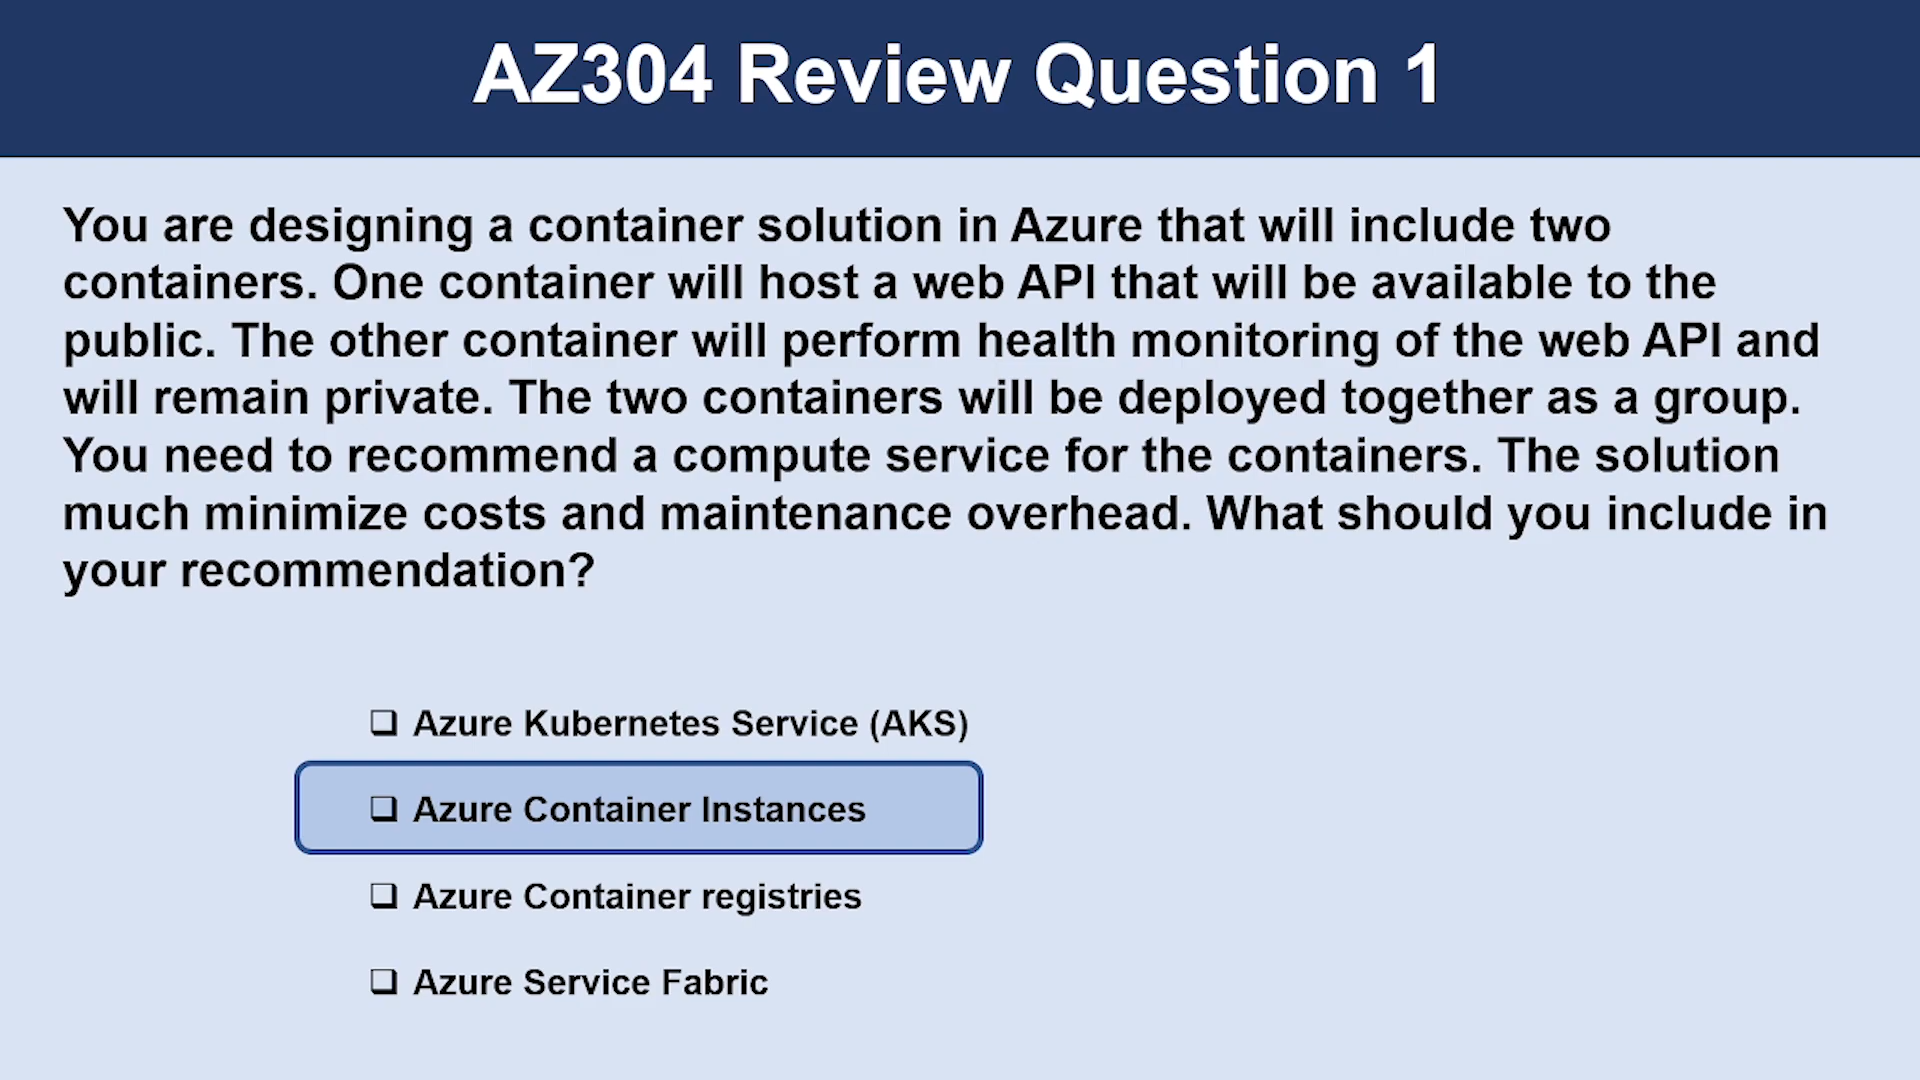 AZ304 Review Question 1
You are designing a container solution in Azure that will include two
containers. One container will host a web API that will be available to the
public. The other container will perform health monitoring of the web API and
will remain private. The two containers will be deployed together as a group.
You need to recommend a compute service for the containers. The solution
much minimize costs and maintenance overhead. What should you include in
your recommendation?
❑ Azure Kubernetes Service (AKS)
❑ Azure Container Instances
❑ Azure Container registries
❑ Azure Service Fabric